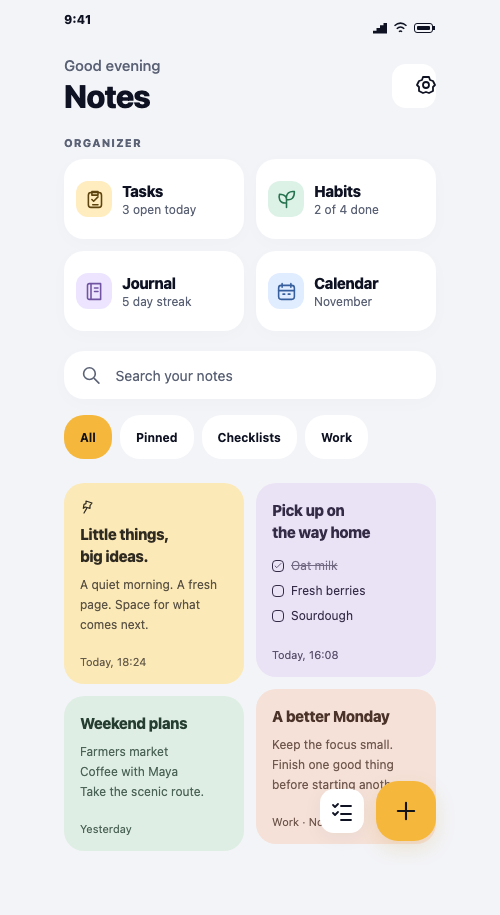 9:41
Good evening
Notes
ORGANIZER
Tasks
3 open today
Habits
2 of 4 done
Journal
5 day streak
Calendar
November
Search your notes
All
Pinned
Checklists
Work
Little things,
big ideas.
A quiet morning. A fresh
page. Space for what
comes next.
Today, 18:24
Pick up on
the way home
Oat milk
Fresh berries
Sourdough
Today, 16:08
Weekend plans
Farmers market
Coffee with Maya
Take the scenic route.
Yesterday
A better Monday
Keep the focus small.
Finish one good thing
before starting
Work ·